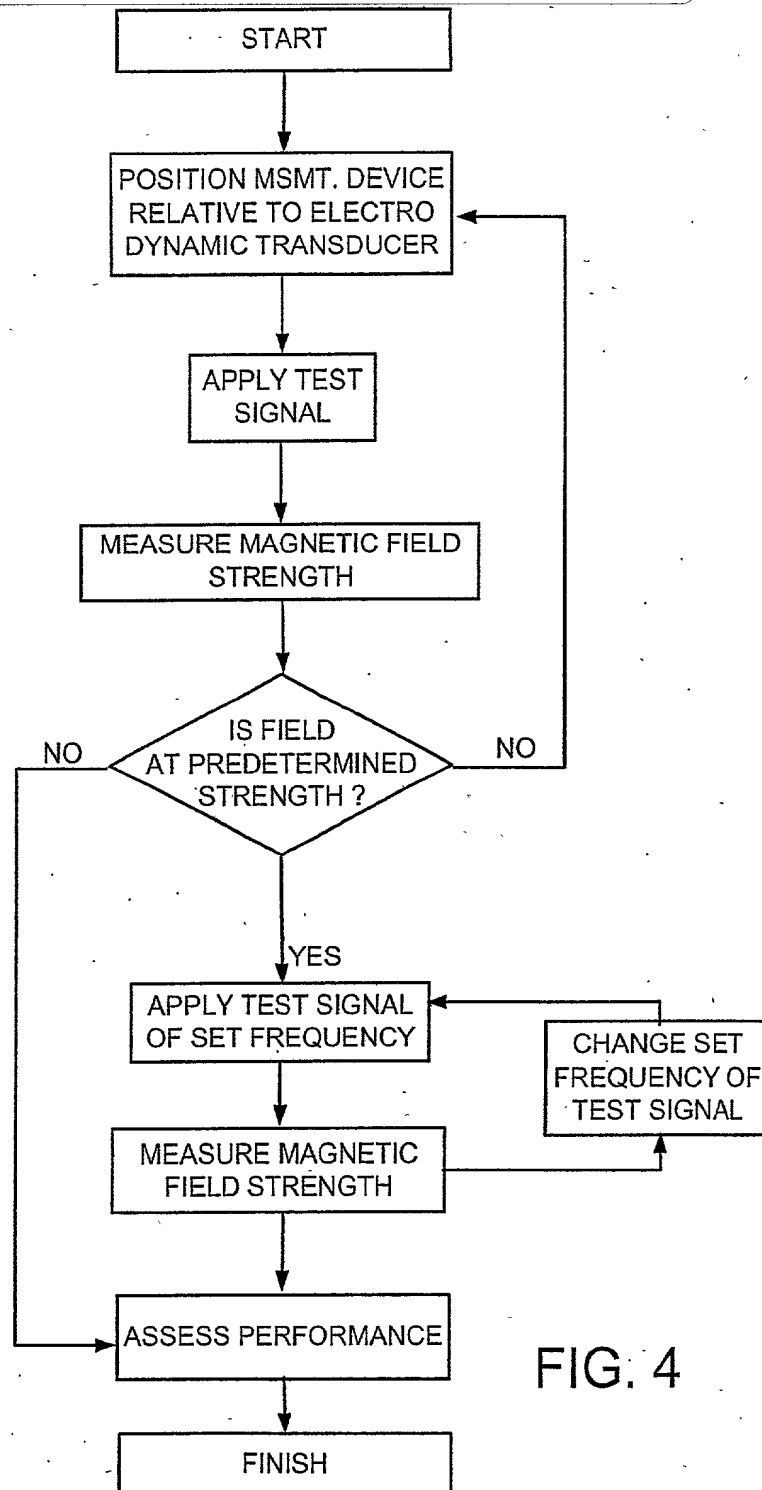 START
POSITION MSMT. DEVICE
RELATIVE TO ELECTRO
DYNAMIC TRANSDUCER
APPLY TEST
SIGNAL
MEASURE MAGNETIC FIELD
STRENGTH
IS FIELD
AT PREDETERMINED
STRENGTH ?
NO
NO
YES
APPLY TEST SIGNAL
OF SET FREQUENCY
CHANGE SET
FREQUENCY OF
TEST SIGNAL
MEASURE MAGNETIC
FIELD STRENGTH
ASSESS PERFORMANCE
FINISH
FIG. 4